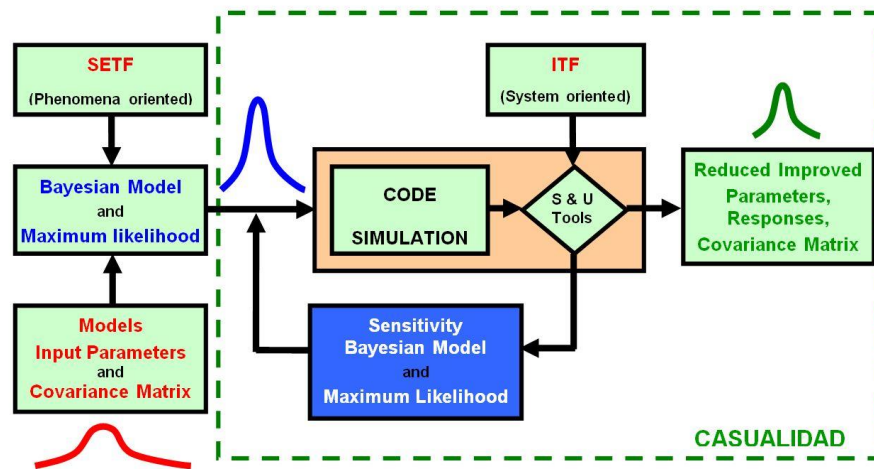 SETF
(Phenomena oriented)
ITF
(System oriented)
Bayesian Model
and
Maximum likelihood
CODE
SIMULATION
S & U
Tools
Reduced Improved
Parameters,
Responses,
Covariance Matrix
Models
Input Parameters
and
Covariance Matrix
Sensitivity
Bayesian Model
and
Maximum Likelihood
CASUALIDAD